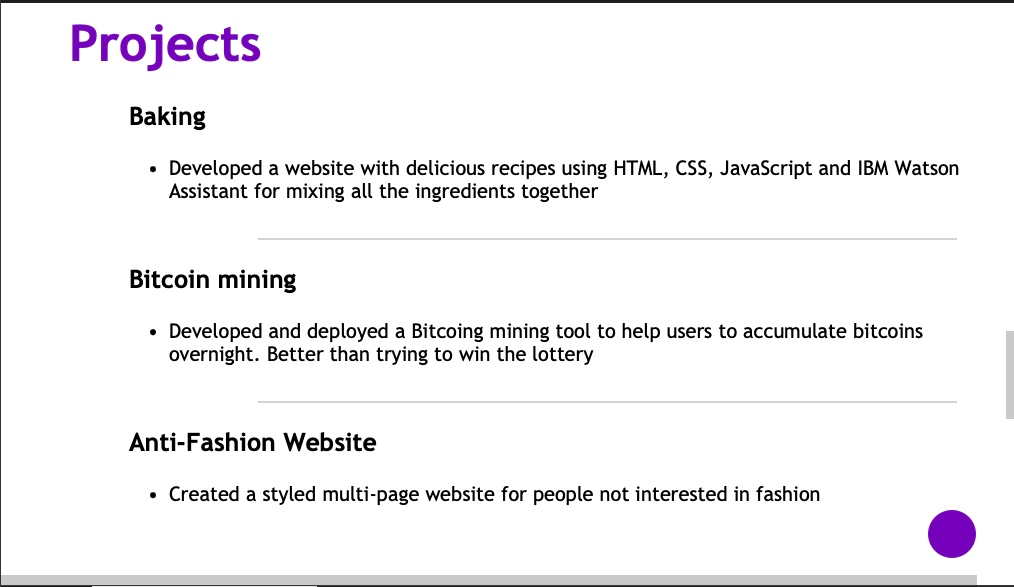 Projects
Baking
• Developed a website with delicious recipes using HTML, CSS, JavaScript and IBM Watson
Assistant for mixing all the ingredients together
Bitcoin mining
• Developed and deployed a Bitcoing mining tool to help users to accumulate bitcoins
overnight. Better than trying to win the lottery
Anti-Fashion Website
• Created a styled multi-page website for people not interested in fashion